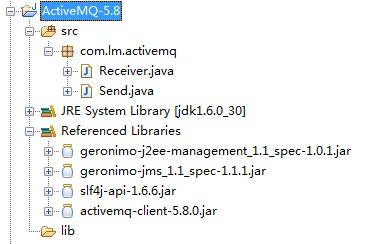 ActiveMQ-5.8
src
com.lm.activemq
Receiver.java
Send.java
JRE System Library [jdk1.6.0_30]
Referenced Libraries
geronimo-j2ee-management_1.1_spec-1.0.1.jar
geronimo-jms_1.1_spec-1.1.1.jar
slf4j-api-1.6.6.jar
activemq-client-5.8.0.jar
lib